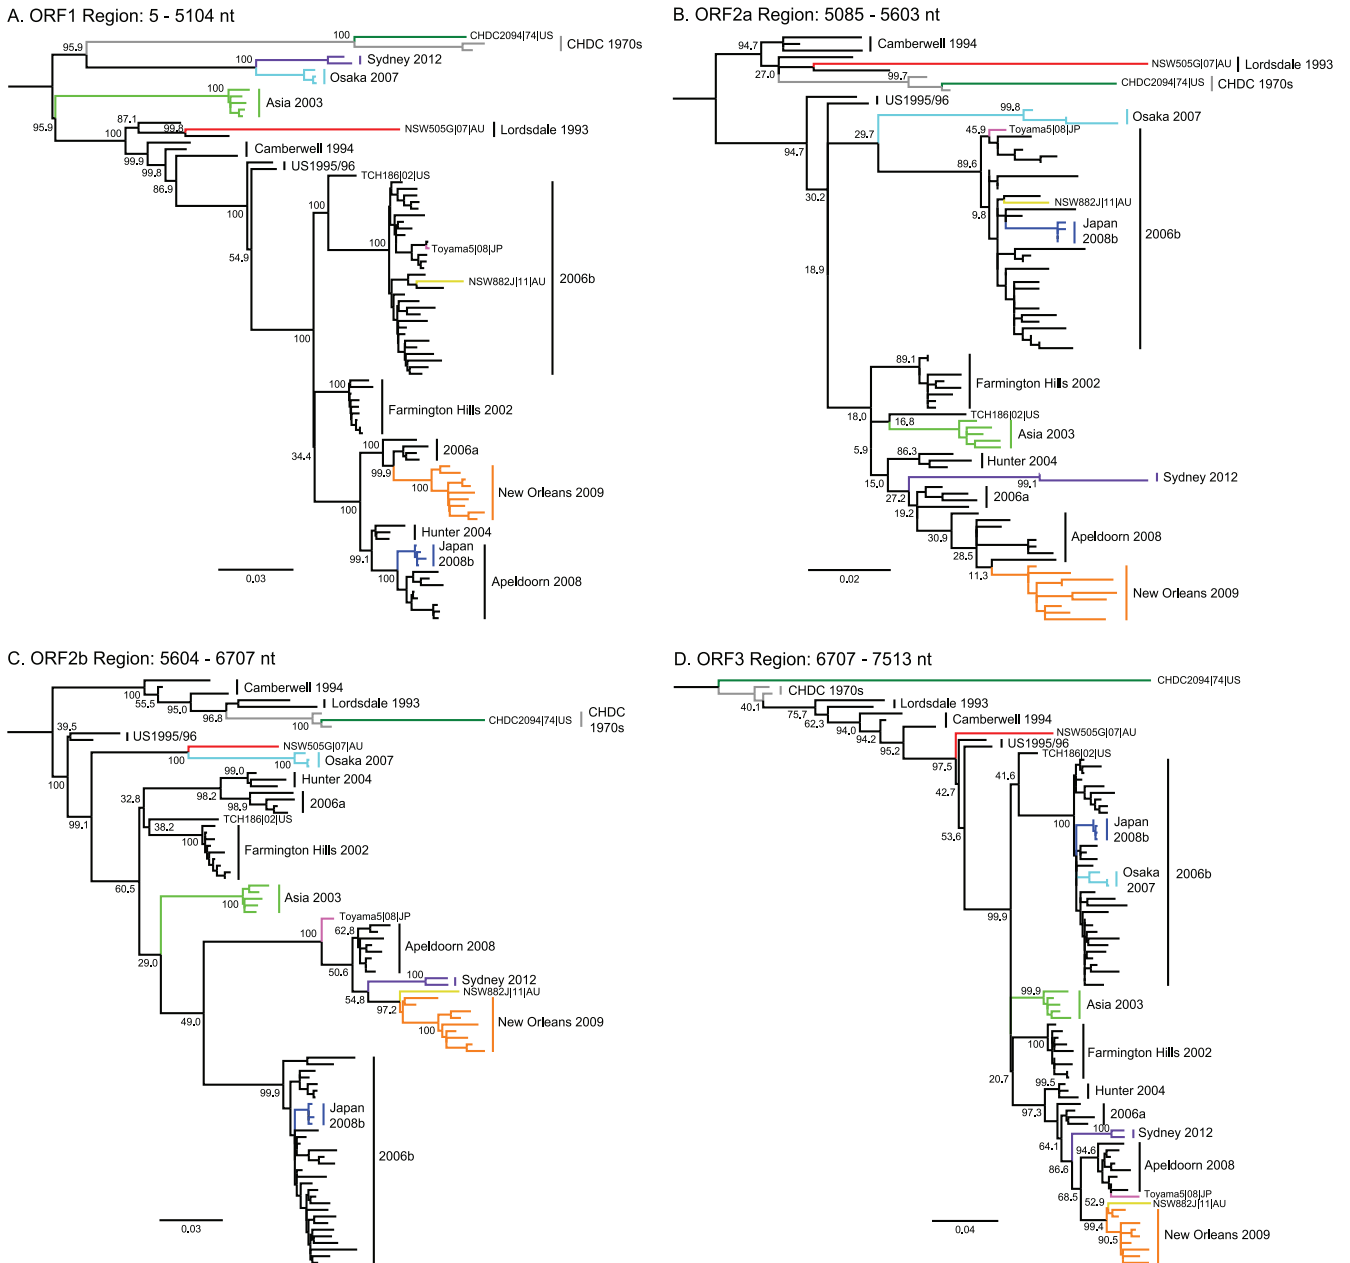 A. ORF1 Region: 5 - 5104 nt
95.9
100
CHDC2094|74|US
CHDC 1970s
100
Sydney 2012
Osaka 2007
100
Asia 2003
95.9
87.1
100
99.8
NSW505G|07|AU
Lordsdale 1993
99.9
Camberwell 1994
99.8
86.9
US1995/96
100
TCH186|02|US
100
100
Toyama5|08|JP
54.9
NSW882J|11|AU
2006b
100
100
Farmington Hills 2002
34.4
100
2006a
99.9
100
New Orleans 2009
100
Hunter 2004
Japan
2008b
99.1
100
Apeldoorn 2008
0.03
B. ORF2a Region: 5085 - 5603 nt
94.7
Camberwell 1994
27.0
NSW505G|07|AU
Lordsdale 1993
99.7
CHDC2094|74|US
CHDC 1970s
US1995/96
99.8
Osaka 2007
29.7
45.9
Toyama5|08|JP
94.7
89.6
30.2
NSW882J|11|AU
9.8
Japan
2008b
2006b
18.9
89.1
Farmington Hills 2002
18.0
TCH186|02|US
16.8
Asia 2003
5.9
86.3
Hunter 2004
15.0
99.1
Sydney 2012
27.2
2006a
19.2
30.9
Apeldoorn 2008
28.5
11.3
New Orleans 2009
0.02
C. ORF2b Region: 5604 - 6707 nt
100
55.5
Camberwell 1994
95.0
Lordsdale 1993
96.8
100
CHDC2094|74|US
CHDC
1970s
39.5
US1995/96
NSW505G|07|AU
100
Osaka 2007
100
99.0
Hunter 2004
98.2
32.8
98.9
2006a
99.1
TCH186|02|US
38.2
100
Farmington Hills 2002
60.5
Asia 2003
100
Toyama5|08|JP
62.8
100
Apeldoorn 2008
29.0
50.6
100
Sydney 2012
54.8
NSW882J|11|AU
97.2
49.0
100
New Orleans 2009
99.9
Japan
2008b
2006b
0.03
D. ORF3 Region: 6707 - 7513 nt
CHDC2094|74|US
CHDC 1970s
40.1
75.7
Lordsdale 1993
62.3
94.0
Camberwell 1994
94.2
95.2
NSW505G|07|AU
US1995/96
97.5
TCH186|02|US
41.6
42.7
100
Japan
2008b
53.6
Osaka
2007
2006b
99.9
99.9
Asia 2003
100
Farmington Hills 2002
20.7
99.5
Hunter 2004
97.3
2006a
100
Sydney 2012
64.1
94.6
86.6
Apeldoorn 2008
68.5
52.9
Toyama5|08|JP
NSW882J|11|AU
99.4
90.5
New Orleans 2009
0.04